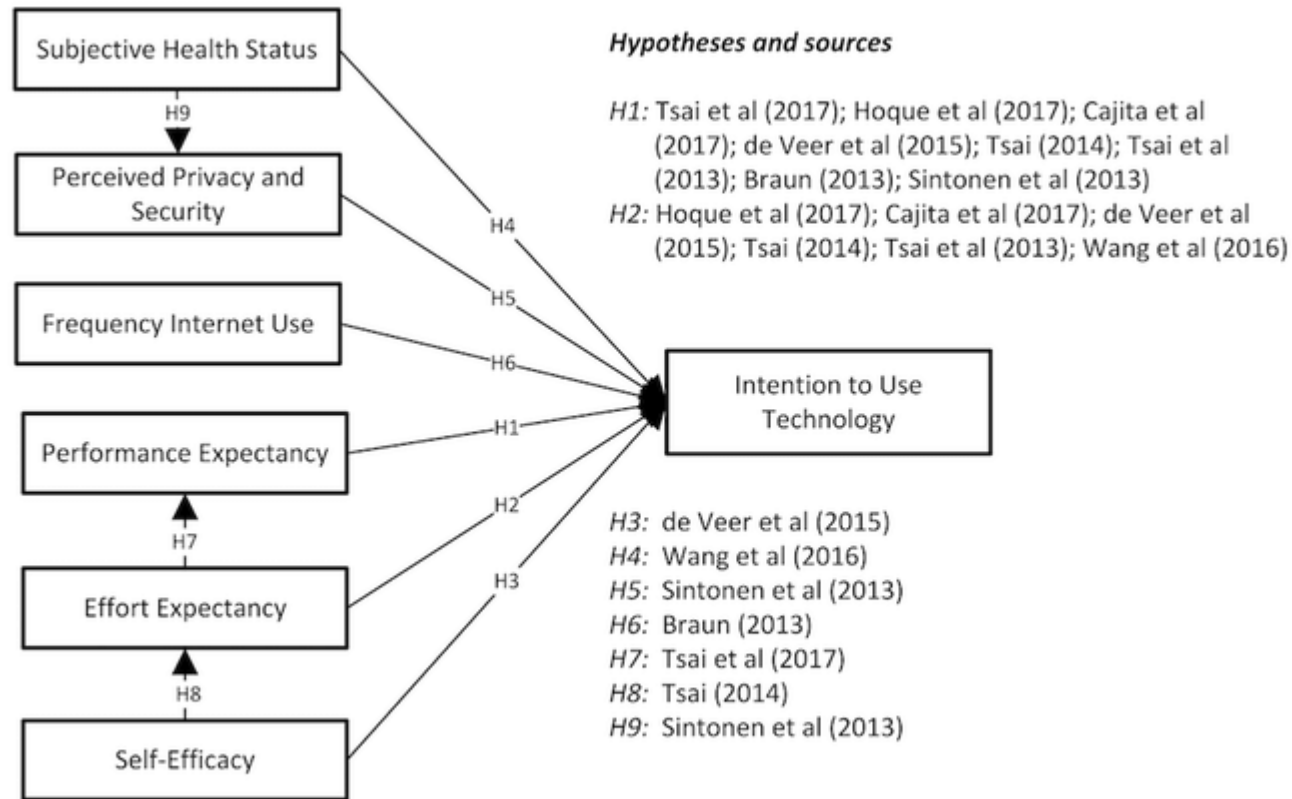 Subjective Health Status
H9
Perceived Privacy and
Security
Frequency Internet Use
Performance Expectancy
H7
Effort Expectancy
H8
Self-Efficacy
H4
H5
H6
H1
H2
H3
Intention to Use
Technology
Hypotheses and sources
H1: Tsai et al (2017); Hoque et al (2017); Cajita et al
(2017); de Veer et al (2015); Tsai (2014); Tsai et al
(2013); Braun (2013); Sintonen et al (2013)
H2: Hoque et al (2017); Cajita et al (2017); de Veer et al
(2015); Tsai (2014); Tsai et al (2013); Wang et al (2016)
H3: de Veer et al (2015)
H4: Wang et al (2016)
H5: Sintonen et al (2013)
H6: Braun (2013)
H7: Tsai et al (2017)
H8: Tsai (2014)
H9: Sintonen et al (2013)